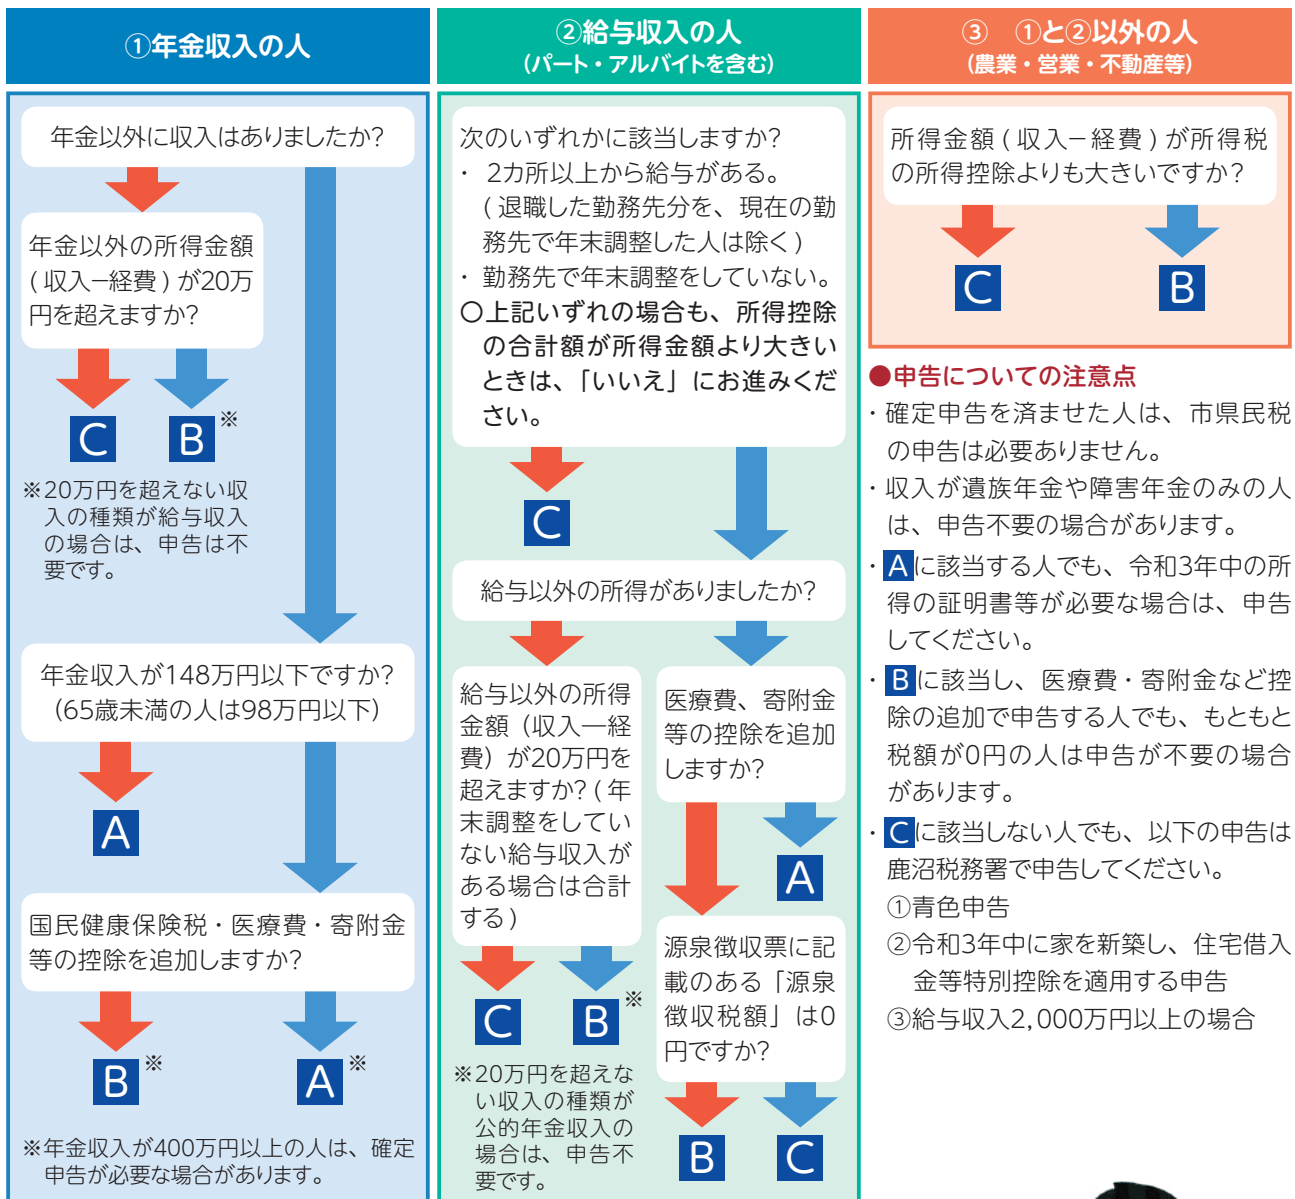 ①年金収入の人
年金以外に収入はありましたか?
年金以外の所得金額
(収入ー経費)が20万
円を超えますか?
C
B※
※20万円を超えない収
入の種類が給与収入
の場合は、申告は不
要です。
年金収入が148万円以下ですか?
(65歳未満の人は98万円以下)
A
国民健康保険税・医療費・寄附金
等の控除を追加しますか?
B※
A※
※年金収入が400万円以上の人は、確定
申告が必要な場合があります。
②給与収入の人
(パート・アルバイトを含む)
次のいずれかに該当しますか?
・ 2カ所以上から給与がある。
(退職した勤務先分を、現在の勤
務先で年末調整した人は除く)
・ 勤務先で年末調整をしていない。
〇上記いずれの場合も、所得控除
の合計額が所得金額より大きい
ときは、「いいえ」にお進みくだ
さい。
C
給与以外の所得がありましたか?
給与以外の所得
金額(収入―経
費)が20万円を
超えますか?(年
末調整をしてい
ない給与収入が
ある場合は合計
する)
C
B※
※20万円を超えな
い収入の種類が
公的年金収入の
場合は、申告不
要です。
医療費、寄附金
等の控除を追加
しますか?
A
源泉徴収票に記
載のある「源泉
徴収税額」は0
円ですか?
B
C
③ ①と②以外の人
(農業・営業・不動産等)
所得金額(収入ー経費)が所得税
の所得控除よりも大きいですか?
C
B
●申告についての注意点
・確定申告を済ませた人は、市県民税
の申告は必要ありません。
・収入が遺族年金や障害年金のみの人
は、申告不要の場合があります。
・Aに該当する人でも、令和3年中の所
得の証明書等が必要な場合は、申告
してください。
・Bに該当し、医療費・寄附金など控
除の追加で申告する人でも、もともと
税額が0円の人は申告が不要の場合
があります。
・Cに該当しない人でも、以下の申告は
鹿沼税務署で申告してください。
①青色申告
②令和3年中に家を新築し、住宅借入
金等特別控除を適用する申告
③給与収入2,000万円以上の場合